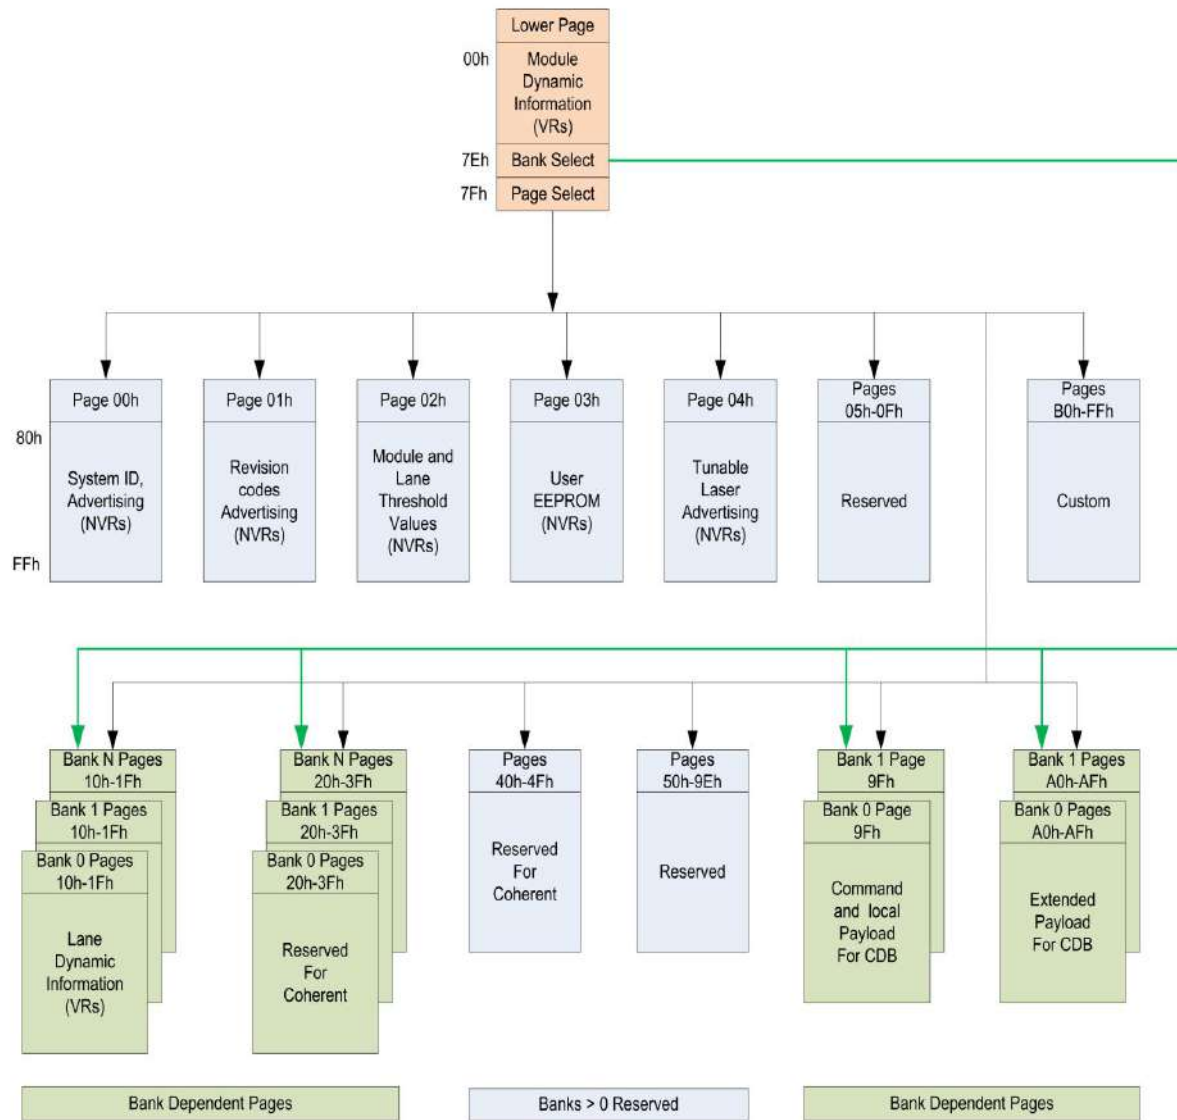 Lower Page
00h
Module
Dynamic
Information
(VRs)
7Eh
Bank Select
7Fh
Page Select
Page 00h
Page 01h
Page 02h
Page 03h
Page 04h
Pages
05h-0Fh
Pages
B0h-FFh
80h
System ID,
Advertising
(NVRs)
Revision
codes
Advertising
(NVRs)
Module and
Lane
Threshold
Values
(NVRs)
User
EEPROM
(NVRs)
Tunable
Laser
Advertising
(NVRs)
Reserved
Custom
FFh
Bank N Pages
10h-1Fh
Bank 1 Pages
10h-1Fh
Bank 0 Pages
10h-1Fh
Lane
Dynamic
Information
(VRs)
Bank N Pages
20h-3Fh
Bank 1 Pages
20h-3Fh
Bank 0 Pages
20h-3Fh
Reserved
For
Coherent
Pages
40h-4Fh
Reserved
For
Coherent
Pages
50h-9Eh
Reserved
Bank 1 Page
9Fh
Bank 0 Page
9Fh
Command
and local
Payload
For CDB
Bank 1 Pages
A0h-AFh
Bank 0 Pages
A0h-AFh
Extended
Payload
For CDB
Bank Dependent Pages
Banks > 0 Reserved
Bank Dependent Pages